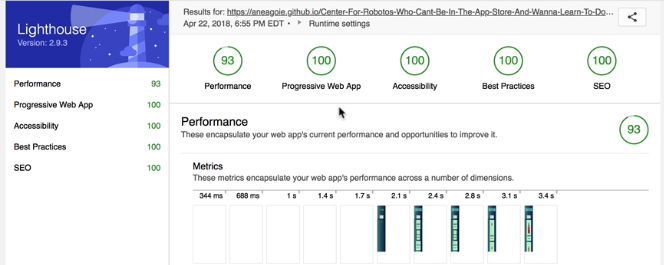 Lighthouse
Version: 2.9.3
Performance 93
Progressive Web App 100
Accessibility 100
Best Practices 100
SEO 100
Results for: https://aneagoie.github.io/Center-For-Robotos-Who-Cant-Be-In-The-App-Store-And-Wanna-Learn-To-Do...
Apr 22, 2018, 6:55 PM EDT • Runtime settings
93 100 100 100 100
Performance Progressive Web App Accessibility Best Practices SEO
Performance
These encapsulate your web app's current performance and opportunities to improve it.
93
Metrics
These metrics encapsulate your web app's performance across a number of dimensions.
344 ms 688 ms 1 s 1.4 s 1.7 s 2.1 s 2.4 s 2.8 s 3.1 s 3.4 s